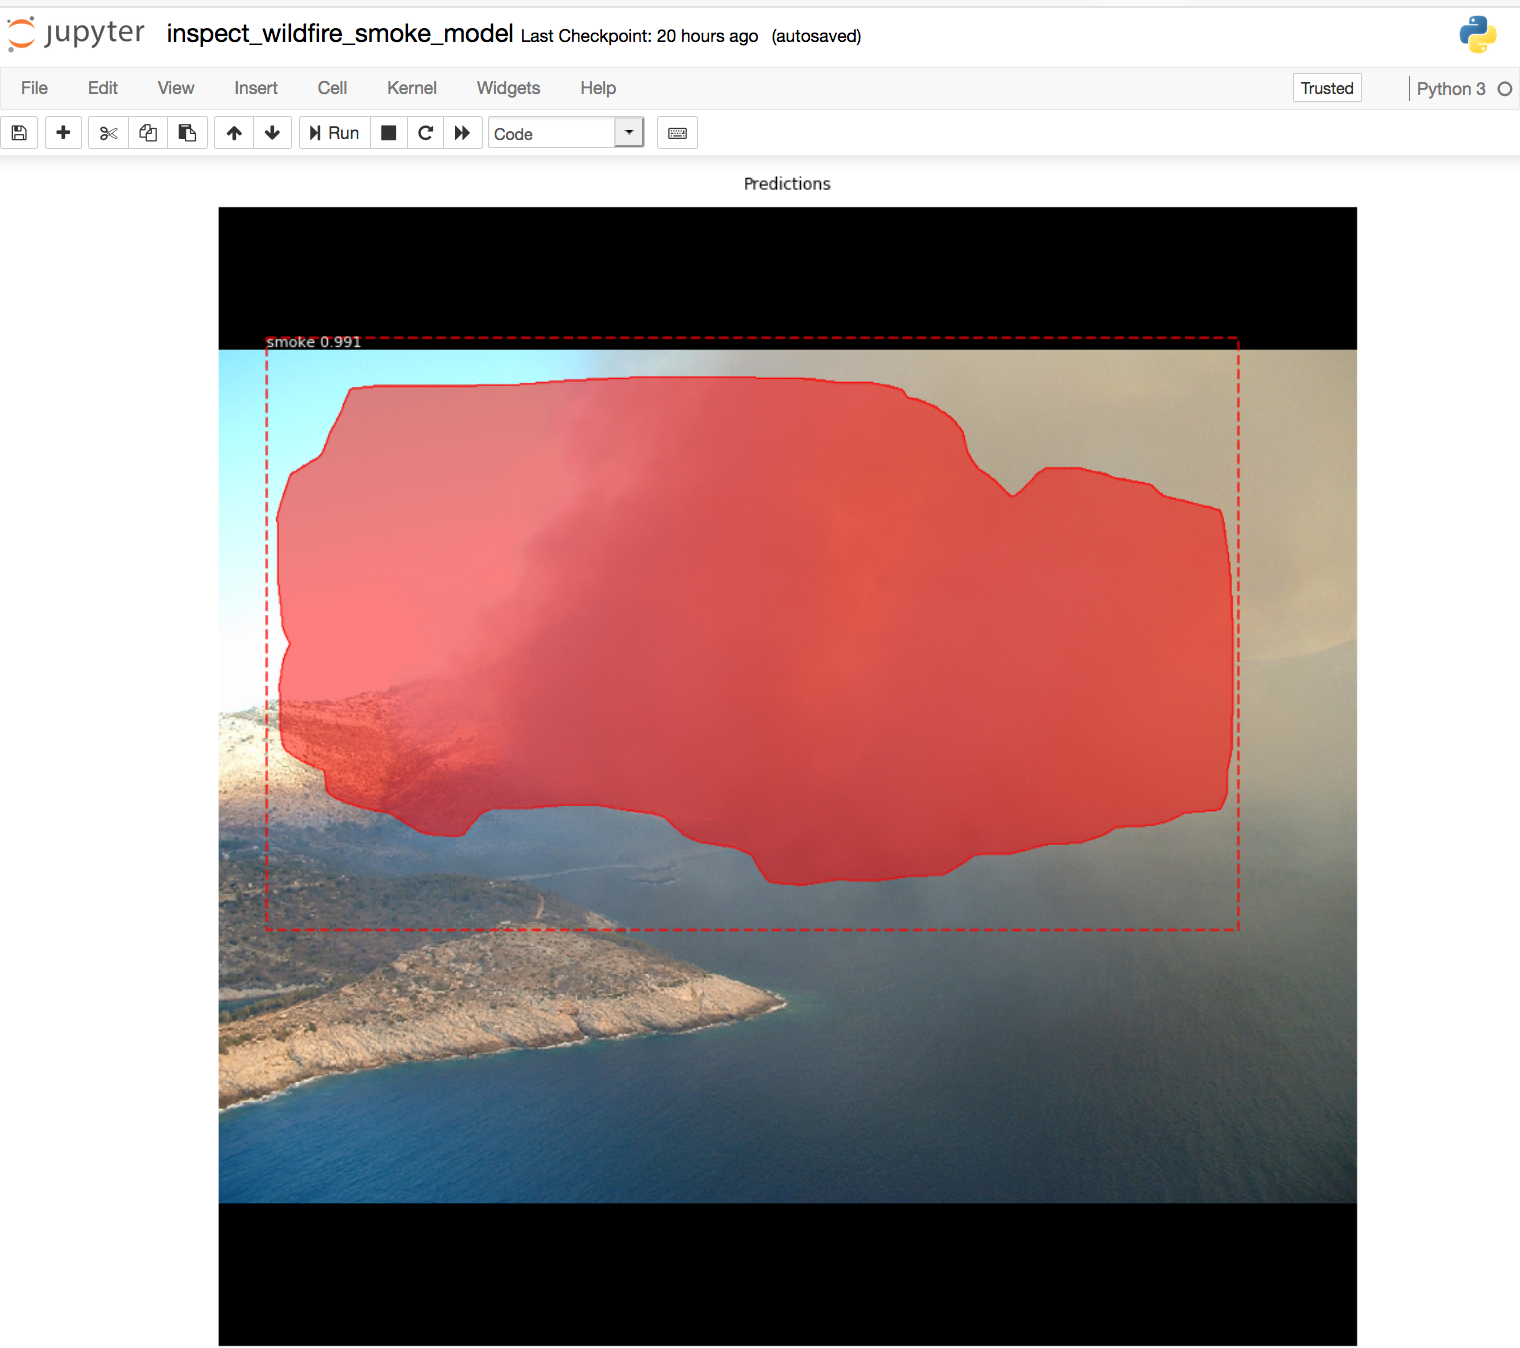 jupyter inspect_wildfire_smoke_model Last Checkpoint: 20 hours ago (autosaved)
File Edit View Insert Cell Kernel Widgets Help Trusted Python 3
Run Code
Predictions
smoke 0.991